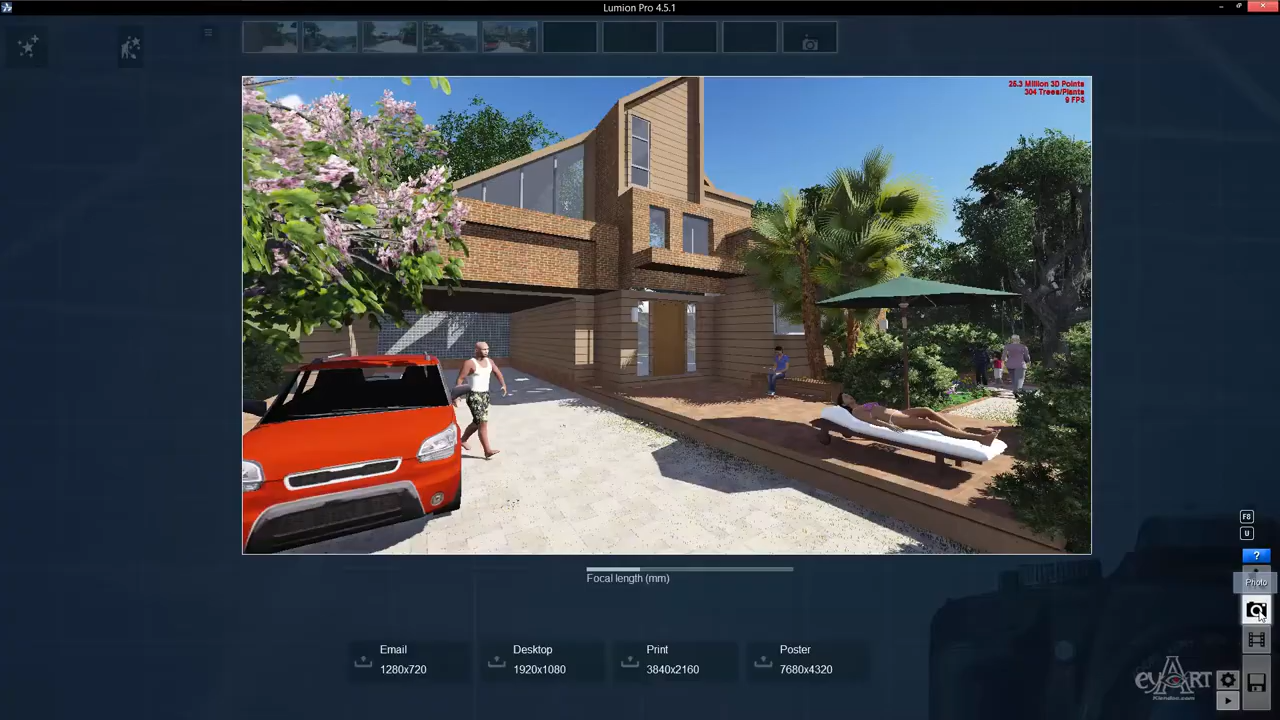 Lumion Pro 4.5.1
25.3 Million 3D Points
304 Trees/Plants
9 FPS
Focal length (mm)
F8
U
?
Photo
Email
1280x720
Desktop
1920x1080
Print
3840x2160
Poster
7680x4320
eyArt